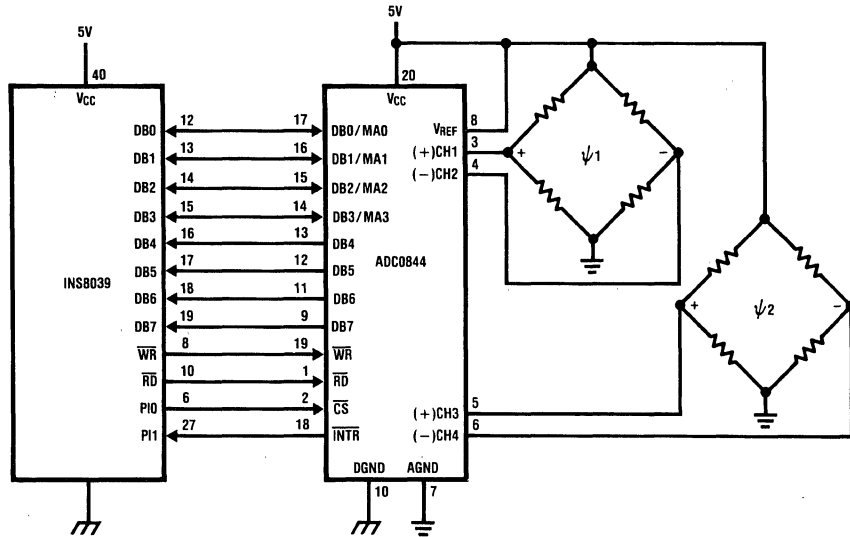 5V
5V
40
20
VCC
VCC
DB0 12 17 DB0/MA0 VREF 8
DB1 13 16 DB1/MA1 (+)CH1 3
DB2 14 15 DB2/MA2 (−)CH2 4
DB3 15 14 DB3/MA3
DB4 16 13 DB4
INS8039 DB5 17 12 DB5 ADC0844
DB6 18 11 DB6
DB7 19 9 DB7
WR 8 19 WR
RD 10 1 RD
PI0 6 2 CS (+)CH3 5
PI1 27 18 INTR (−)CH4 6
DGND AGND
10 7
+ ψ1 −
+ ψ2 −